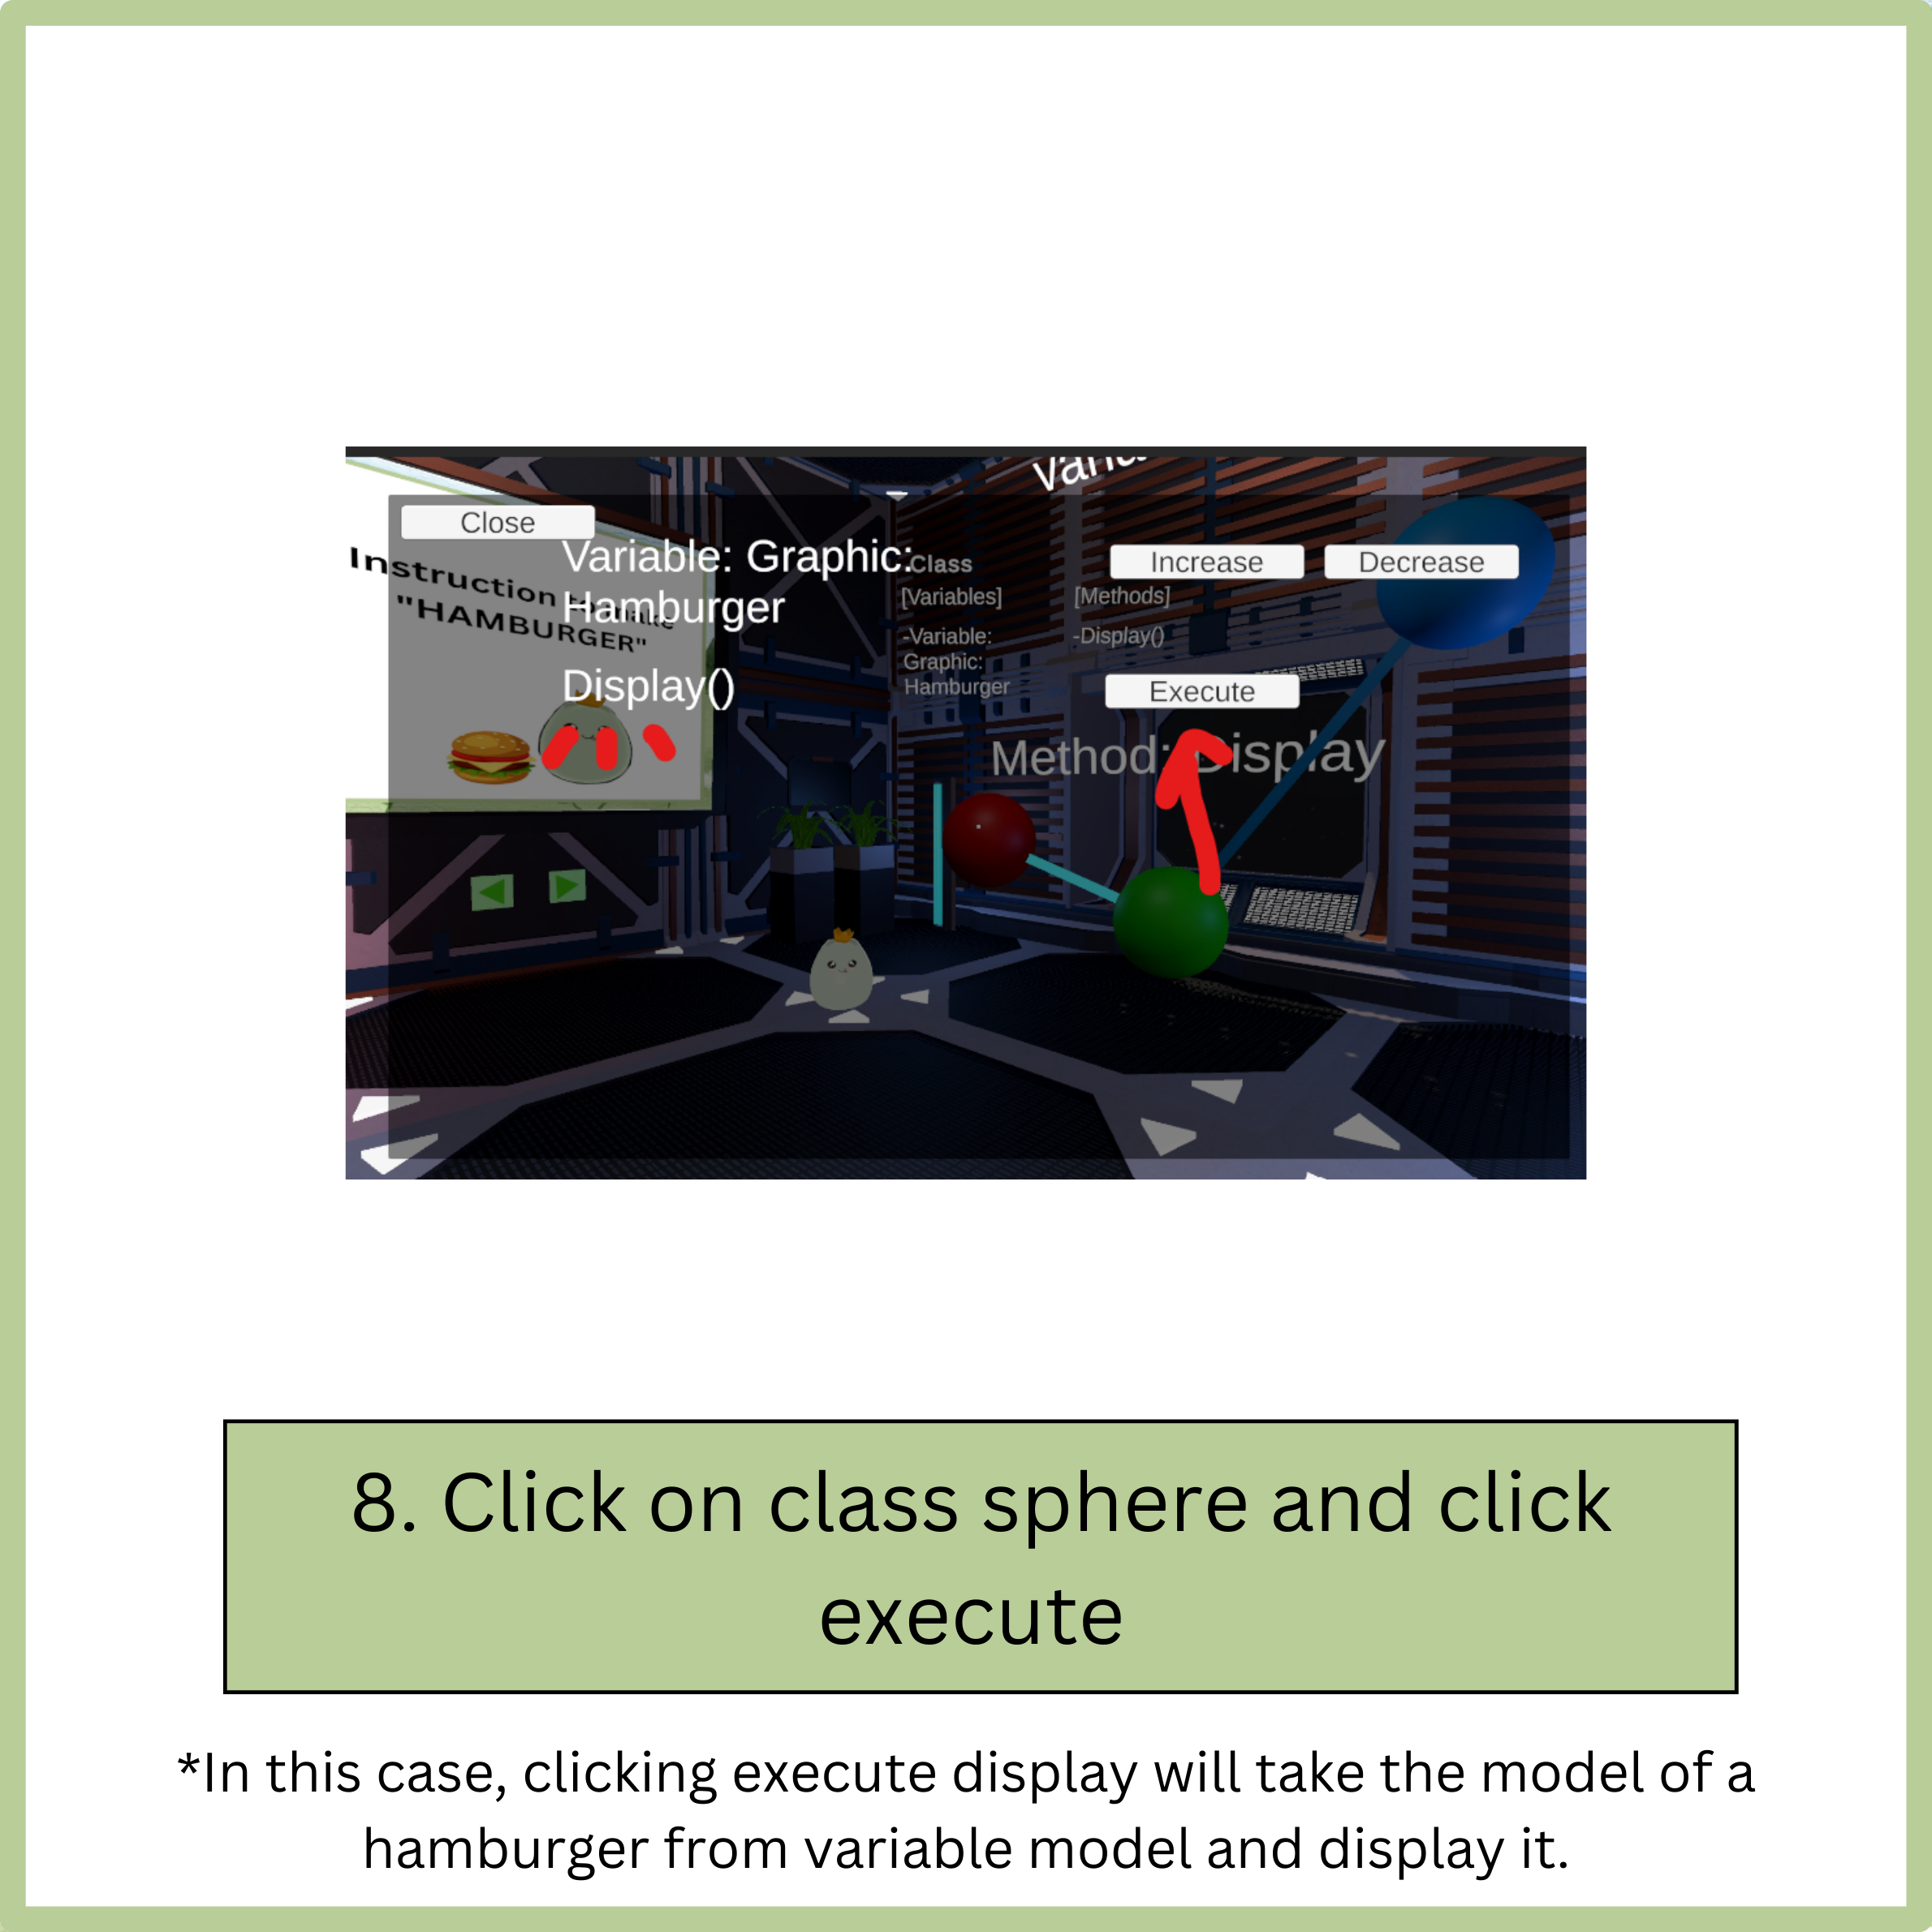 Close
Instruction to make
"HAMBURGER"
Variable: Graphic:
Hamburger
Display()
Class
[Variables]
[Methods]
-Variable:
Graphic:
Hamburger
-Display()
Increase
Decrease
Execute
Method: Display
8. Click on class sphere and click
execute
*In this case, clicking execute display will take the model of a
hamburger from variable model and display it.